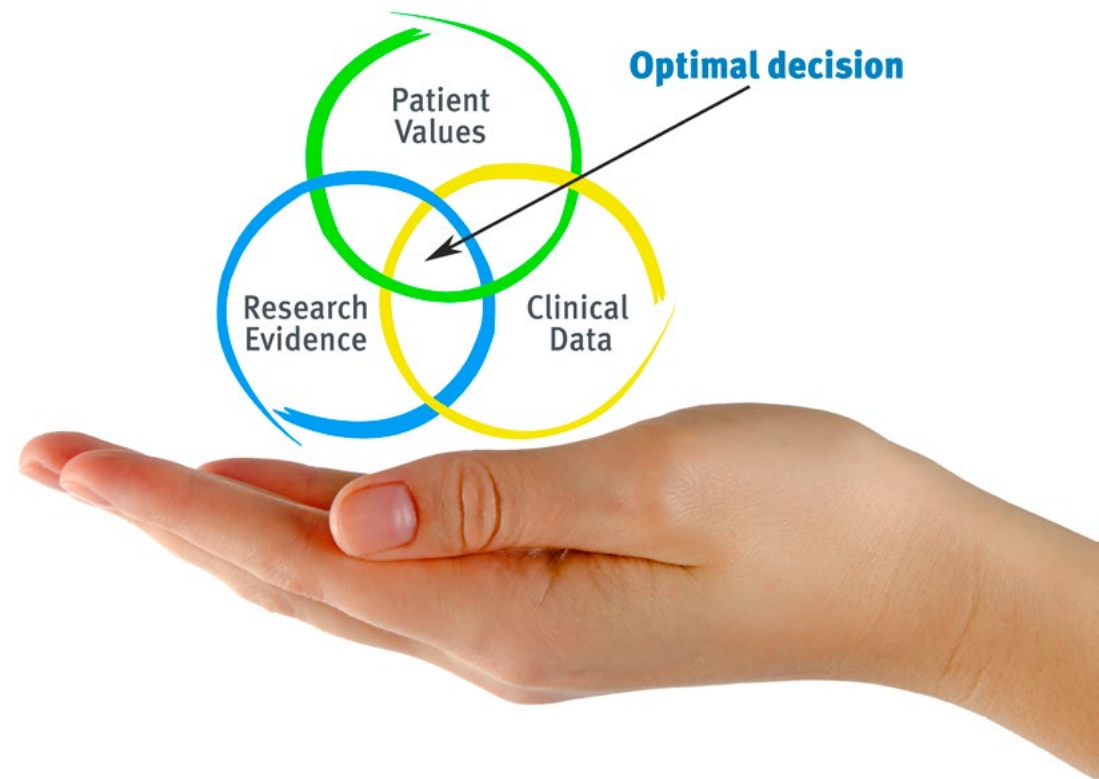 Optimal decision
Patient
Values
Research
Evidence
Clinical
Data